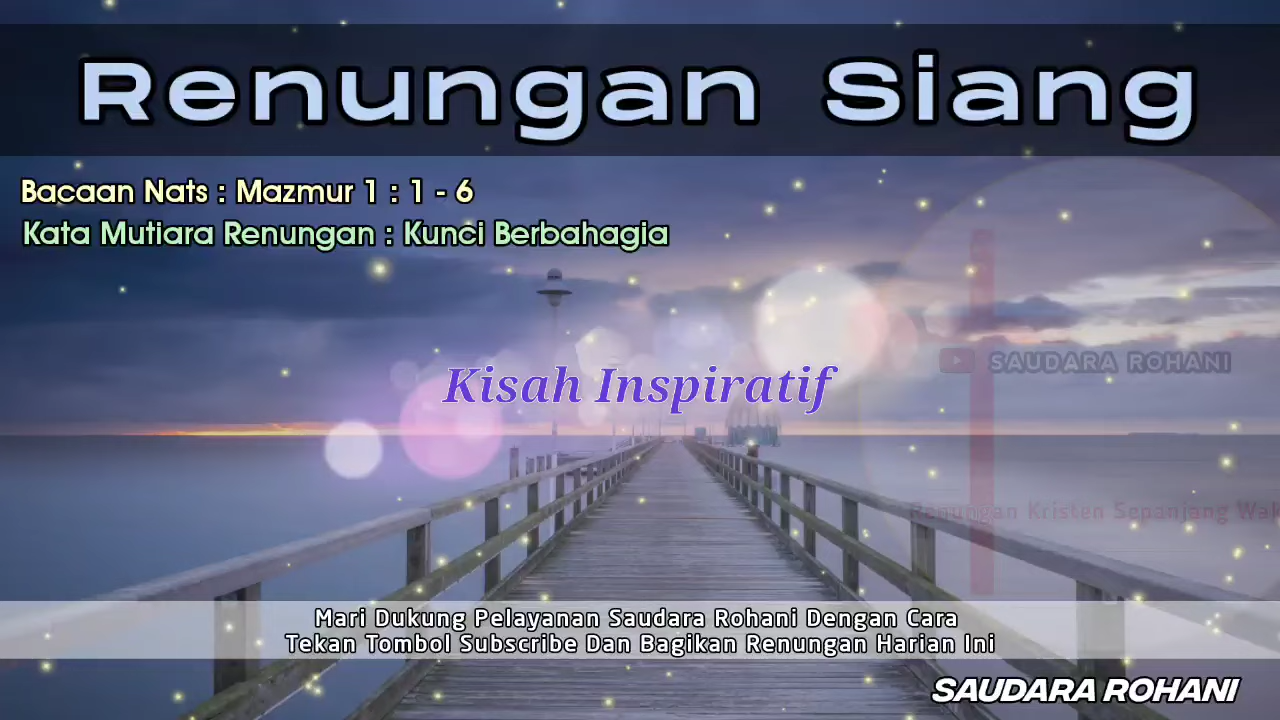 Renungan Siang
Bacaan Nats : Mazmur 1 : 1 - 6
Kata Mutiara Renungan : Kunci Berbahagia
SAUDARA ROHANI
Kisah Inspiratif
Renungan Kristen Sepanjang
Mari Dukung Pelayanan Saudara Rohani Dengan Cara
Tekan Tombol Subscribe Dan Bagikan Renungan Harian Ini
SAUDARA ROHANI